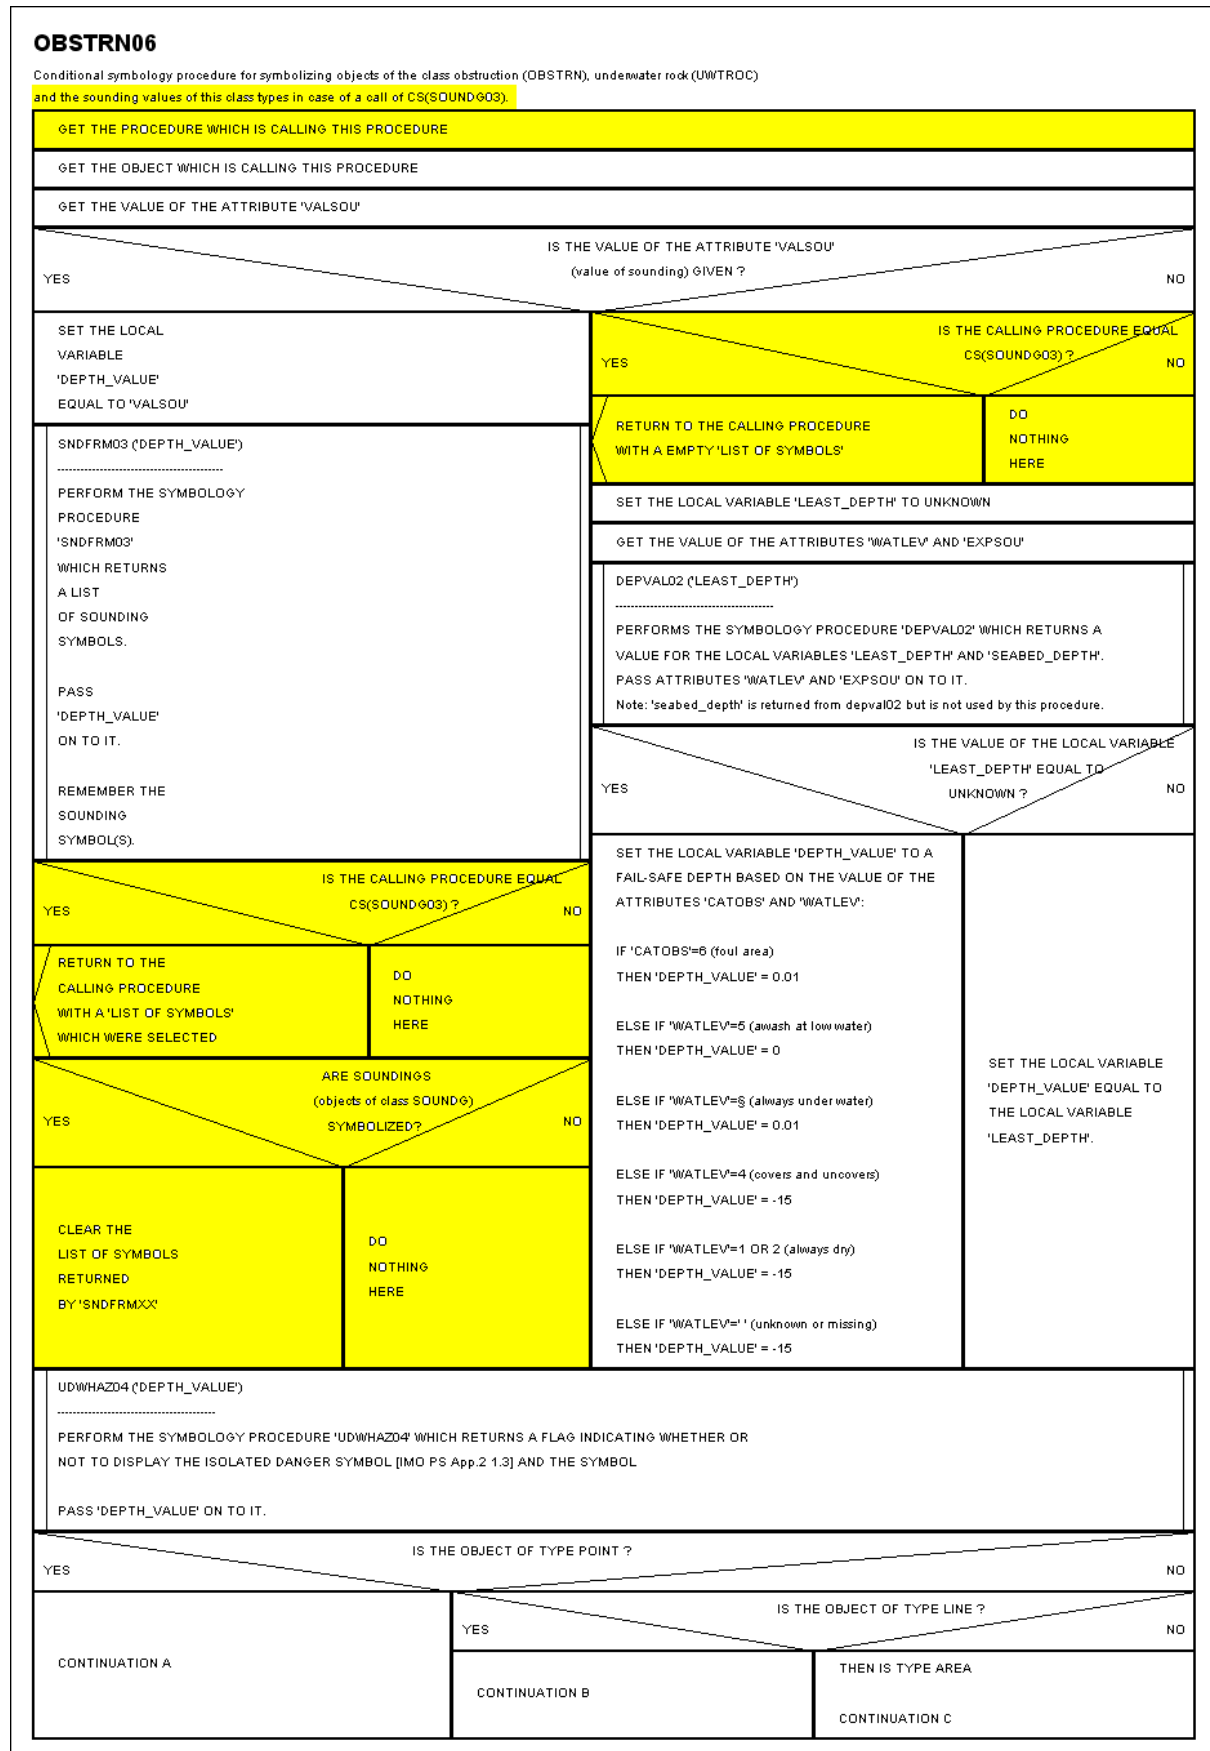 OBSTRN06
Conditional symbology procedure for symbolizing objects of the class obstruction (OBSTRN), underwater rock (UWTROC)
and the sounding values of this class types in case of a call of CS(SOUNDG03).
GET THE PROCEDURE WHICH IS CALLING THIS PROCEDURE
GET THE OBJECT WHICH IS CALLING THIS PROCEDURE
GET THE VALUE OF THE ATTRIBUTE 'VALSOU'
IS THE VALUE OF THE ATTRIBUTE 'VALSOU'
(value of sounding) GIVEN ?
YES
NO
SET THE LOCAL
VARIABLE
'DEPTH_VALUE'
EQUAL TO 'VALSOU'
SNDFRM03 ('DEPTH_VALUE')
-------------------------------------------
PERFORM THE SYMBOLOGY
PROCEDURE
'SNDFRM03'
WHICH RETURNS
A LIST
OF SOUNDING
SYMBOLS.
PASS
'DEPTH_VALUE'
ON TO IT.
REMEMBER THE
SOUNDING
SYMBOL(S).
IS THE CALLING PROCEDURE EQUAL
CS(SOUNDG03) ?
YES
NO
RETURN TO THE
CALLING PROCEDURE
WITH A 'LIST OF SYMBOLS'
WHICH WERE SELECTED
DO
NOTHING
HERE
ARE SOUNDINGS
(objects of class SOUNDG)
SYMBOLIZED?
YES
NO
CLEAR THE
LIST OF SYMBOLS
RETURNED
BY 'SNDFRMXX'
DO
NOTHING
HERE
IS THE CALLING PROCEDURE EQUAL
CS(SOUNDG03) ?
YES
NO
RETURN TO THE CALLING PROCEDURE
WITH A EMPTY 'LIST OF SYMBOLS'
DO
NOTHING
HERE
SET THE LOCAL VARIABLE 'LEAST_DEPTH' TO UNKNOWN
GET THE VALUE OF THE ATTRIBUTES 'WATLEV' AND 'EXPSOU'
DEPVAL02 ('LEAST_DEPTH')
-----------------------------------------
PERFORMS THE SYMBOLOGY PROCEDURE 'DEPVAL02' WHICH RETURNS A
VALUE FOR THE LOCAL VARIABLES 'LEAST_DEPTH' AND 'SEABED_DEPTH'.
PASS ATTRIBUTES 'WATLEV' AND 'EXPSOU' ON TO IT.
Note: 'seabed_depth' is returned from depval02 but is not used by this procedure.
IS THE VALUE OF THE LOCAL VARIABLE
'LEAST_DEPTH' EQUAL TO
UNKNOWN ?
YES
NO
SET THE LOCAL VARIABLE 'DEPTH_VALUE' TO A
FAIL-SAFE DEPTH BASED ON THE VALUE OF THE
ATTRIBUTES 'CATOBS' AND 'WATLEV':
IF 'CATOBS'=6 (foul area)
THEN 'DEPTH_VALUE' = 0.01
ELSE IF 'WATLEV'=5 (awash at low water)
THEN 'DEPTH_VALUE' = 0
ELSE IF 'WATLEV'=§ (always under water)
THEN 'DEPTH_VALUE' = 0.01
ELSE IF 'WATLEV'=4 (covers and uncovers)
THEN 'DEPTH_VALUE' = -15
ELSE IF 'WATLEV'=1 OR 2 (always dry)
THEN 'DEPTH_VALUE' = -15
ELSE IF 'WATLEV'=' ' (unknown or missing)
THEN 'DEPTH_VALUE' = -15
SET THE LOCAL VARIABLE
'DEPTH_VALUE' EQUAL TO
THE LOCAL VARIABLE
'LEAST_DEPTH'.
UDWHAZ04 ('DEPTH_VALUE')
-----------------------------------------
PERFORM THE SYMBOLOGY PROCEDURE 'UDWHAZ04' WHICH RETURNS A FLAG INDICATING WHETHER OR
NOT TO DISPLAY THE ISOLATED DANGER SYMBOL [IMO PS App.2 1.3] AND THE SYMBOL
PASS 'DEPTH_VALUE' ON TO IT.
IS THE OBJECT OF TYPE POINT ?
YES
NO
CONTINUATION A
IS THE OBJECT OF TYPE LINE ?
YES
NO
CONTINUATION B
THEN IS TYPE AREA
CONTINUATION C